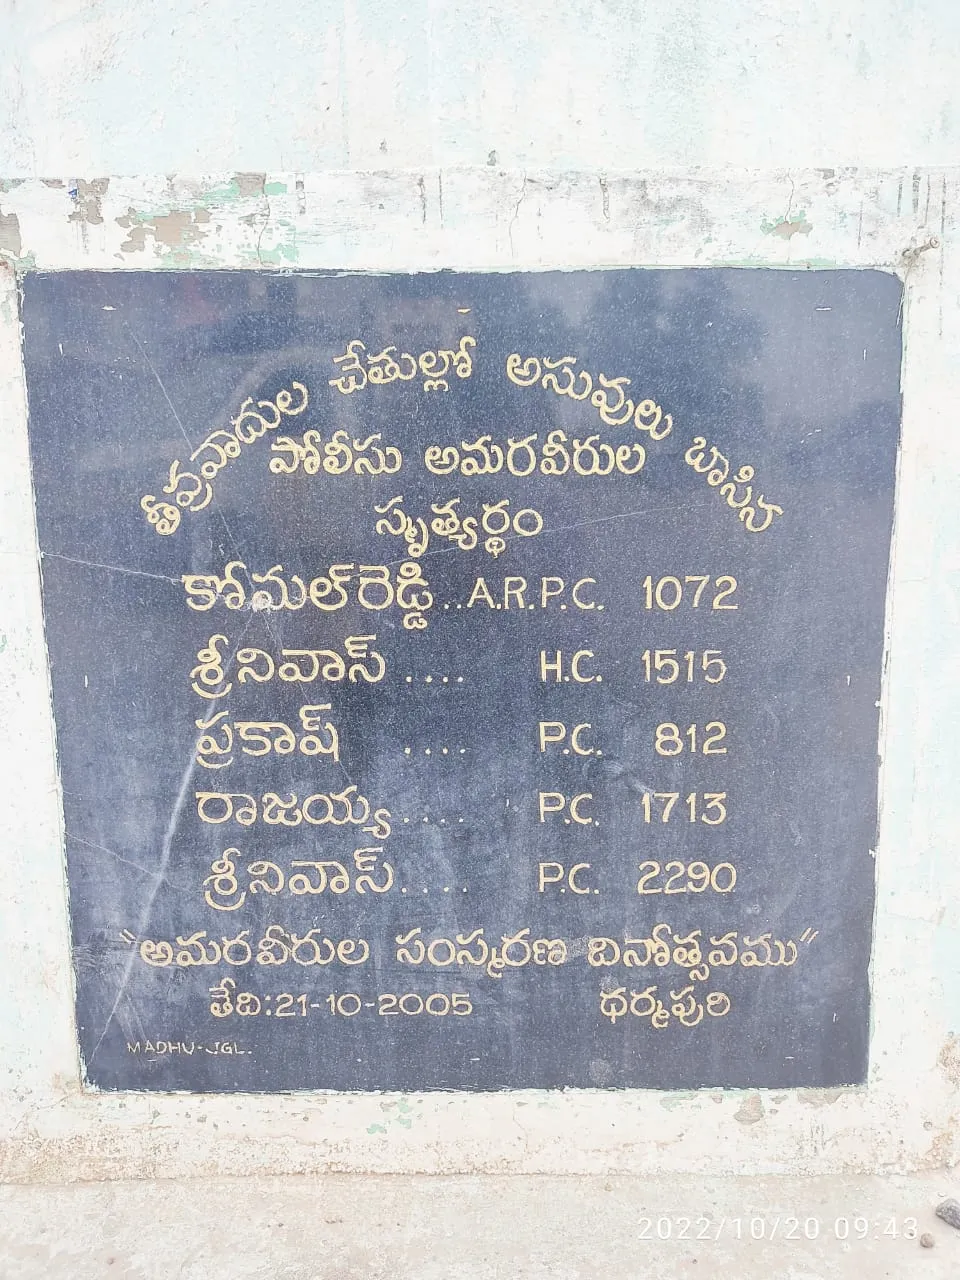 తీవ్రవాదుల చేతుల్లో అసువులు బాసిన
పోలీసు అమరవీరుల
స్మృత్యర్థం
కోమల్‌రెడ్డి..A.R.P.C. 1072
శ్రీనివాస్ .... H.C. 1515
ప్రకాష్ .... P.C. 812
రాజయ్య.... P.C. 1713
శ్రీనివాస్.... P.C. 2290
"అమరవీరుల సంస్మరణ దినోత్సవము"
తేది:21-10-2005 ధర్మపురి
MADHU-JGL.
2022/10/20 09:43